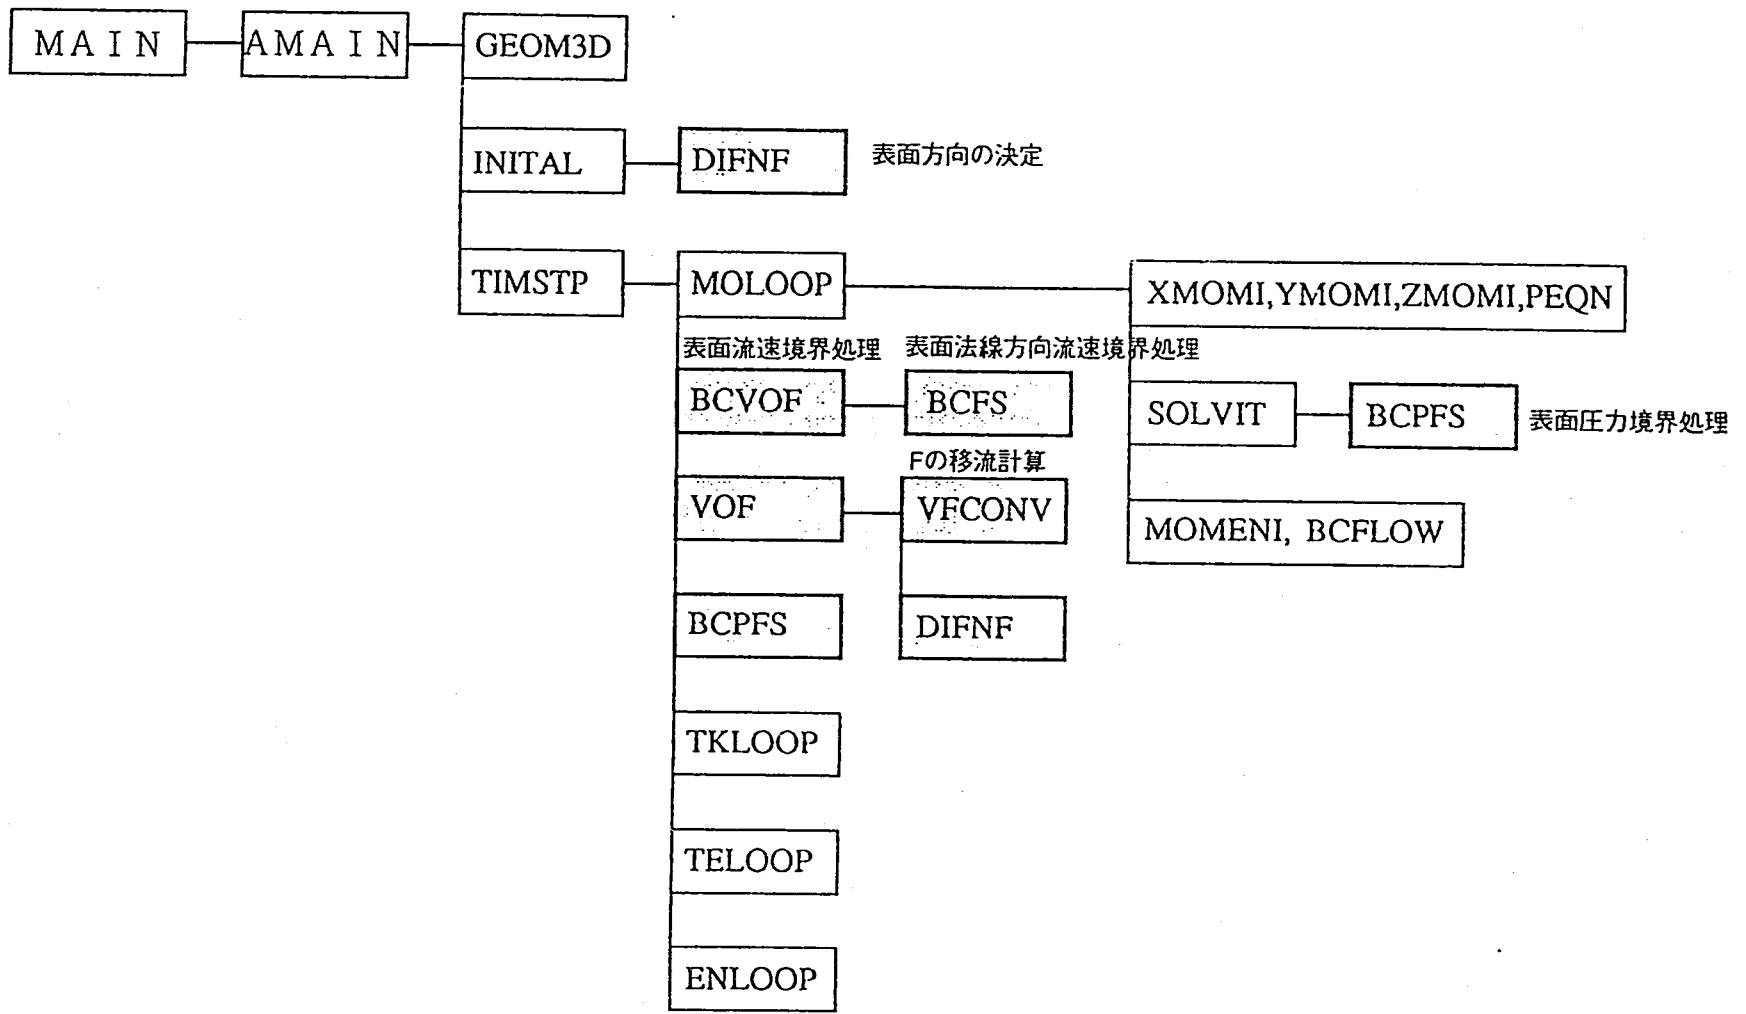 ＭＡＩＮ
ＡＭＡＩＮ
GEOM3D
INITAL
DIFNF
表面方向の決定
TIMSTP
MOLOOP
XMOMI,YMOMI,ZMOMI,PEQN
表面流速境界処理
表面法線方向流速境界処理
BCVOF
BCFS
SOLVIT
BCPFS
表面圧力境界処理
Fの移流計算
VOF
VFCONV
MOMENI, BCFLOW
BCPFS
DIFNF
TKLOOP
TELOOP
ENLOOP